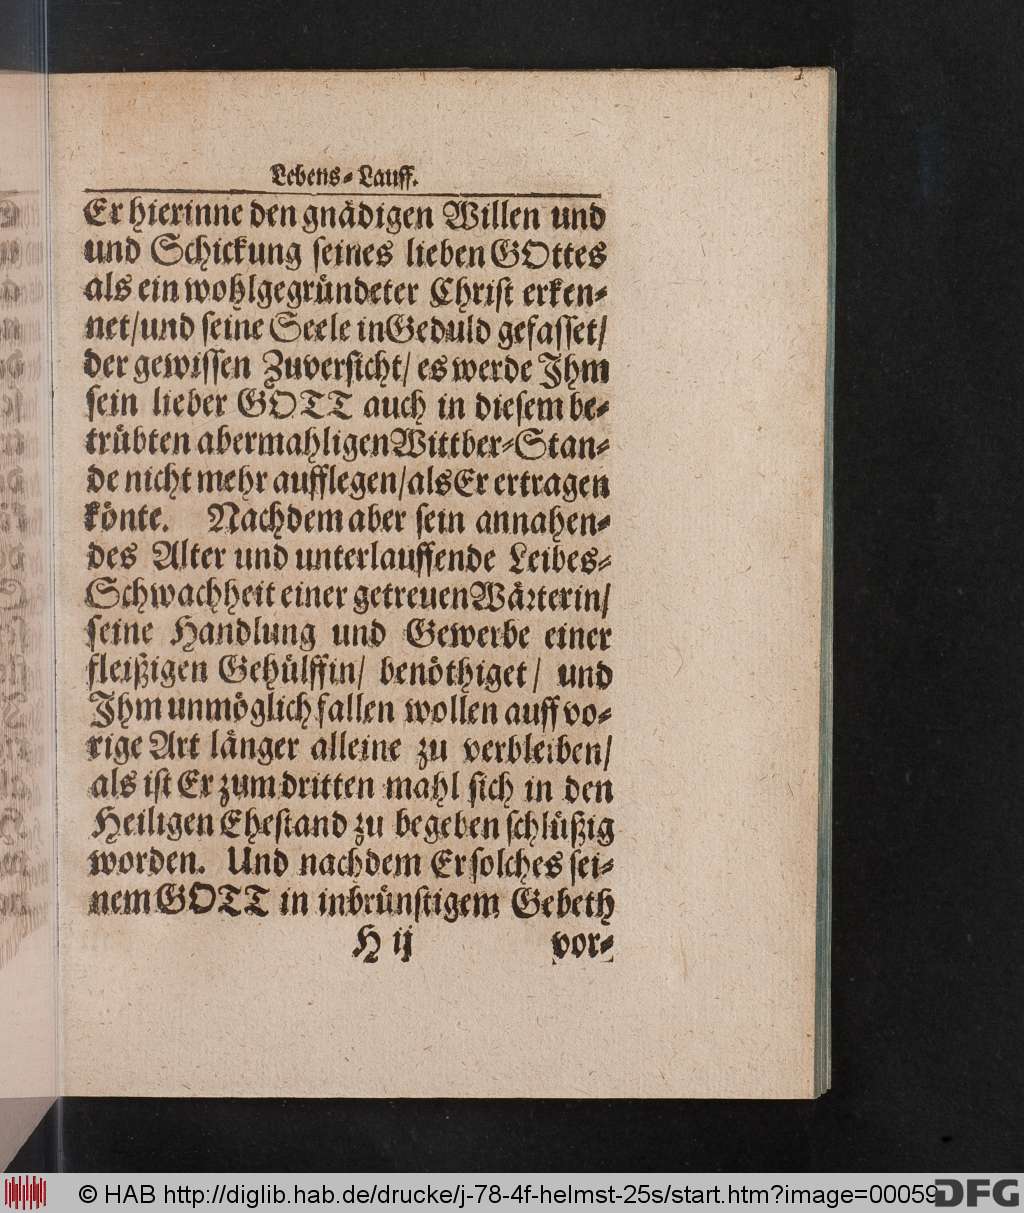 Lebens-Lauff.
Er hierinne den gnädigen Willen und
und Schickung seines lieben GOttes
als ein wohlgegründeter Christ erken-
net/und seine Seele in Geduld gefasset/
der gewissen Zuversicht/ es werde Ihm
sein lieber GOTT auch in diesem be-
trübten abermahligen Wittber-Stan-
de nicht mehr aufflegen/als Er ertragen
könte. Nachdem aber sein annahen-
des Alter und unterlauffende Leibes-
Schwachheit einer getreuen Wärterin/
seine Handlung und Gewerbe einer
fleißigen Gehülffin/ benöthiget/ und
Ihm unmöglich fallen wollen auff vo-
rige Art länger alleine zu verbleiben/
als ist Er zum dritten mahl sich in den
Heiligen Ehestand zu begeben schlüßig
worden. Und nachdem Er solches sei-
nem GOTT in inbrünstigem Gebeth
H ij vor-
© HAB http://diglib.hab.de/drucke/j-78-4f-helmst-25s/start.htm?image=00059
DFG